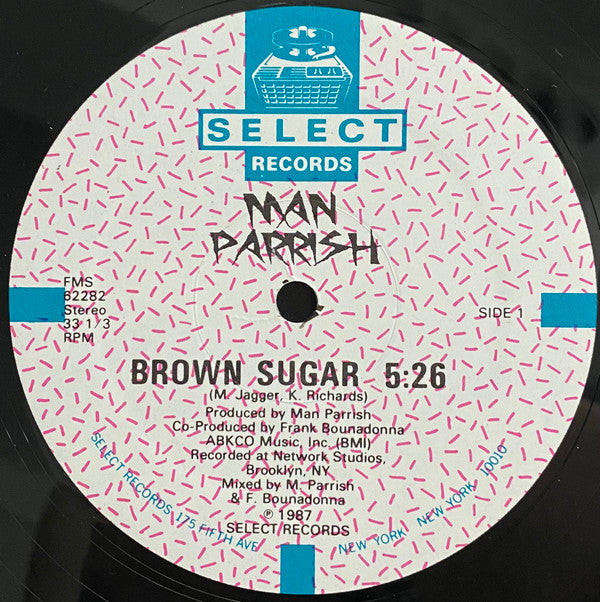 SELECT
RECORDS
MAN
PARRISH
FMS
62282
Stereo
33 1/3
RPM
SIDE 1
BROWN SUGAR 5:26
(M. Jagger, K. Richards)
Produced by Man Parrish
Co-Produced by Frank Bounadonna
ABKCO Music, Inc. (BMI)
Recorded at Network Studios,
Brooklyn, NY
Mixed by M. Parrish
& F. Bounadonna
℗ 1987
SELECT RECORDS
SELECT RECORDS 175 FIFTH AVE NEW YORK NEW YORK 10010